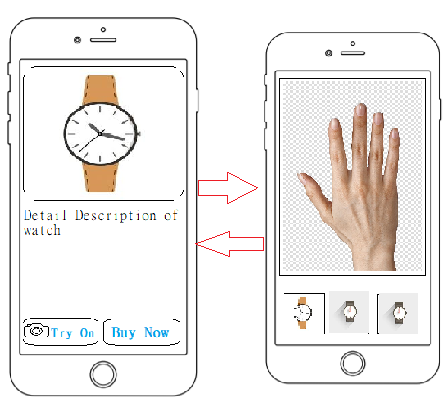 Detail Description of
watch
Try On
Buy Now